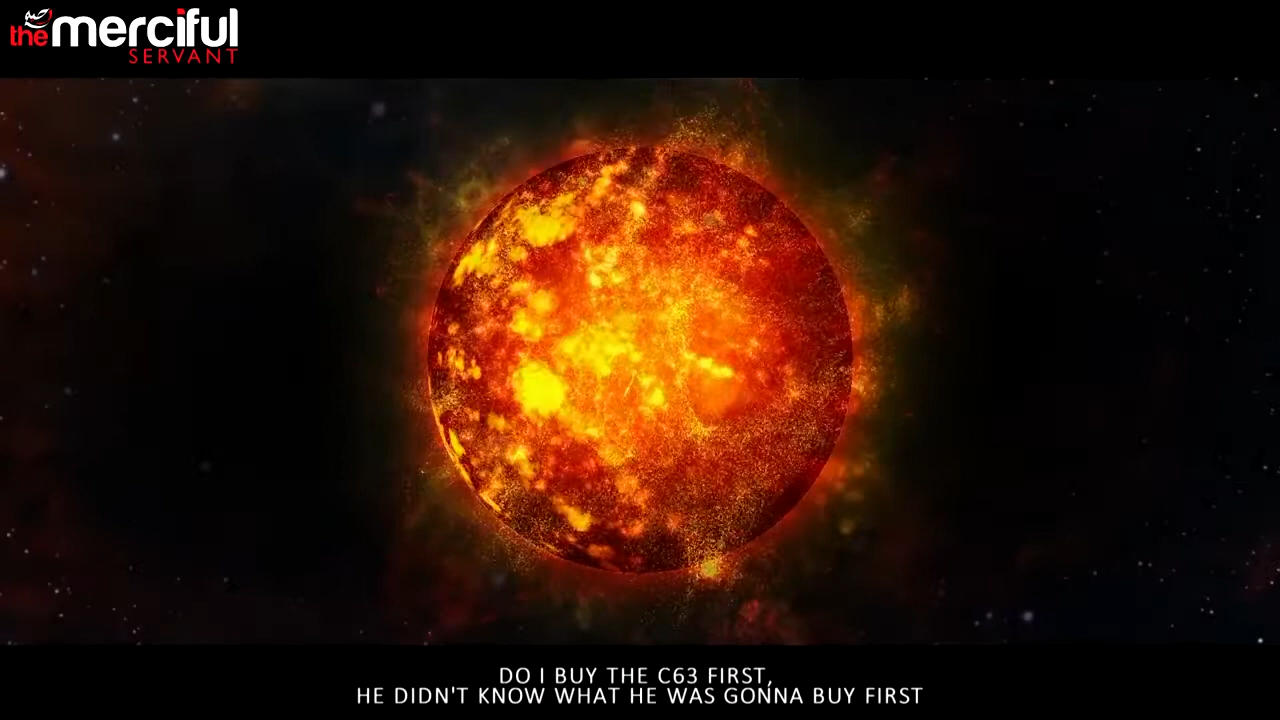 the merciful
SERVANT
DO I BUY THE C63 FIRST,
HE DIDN'T KNOW WHAT HE WAS GONNA BUY FIRST